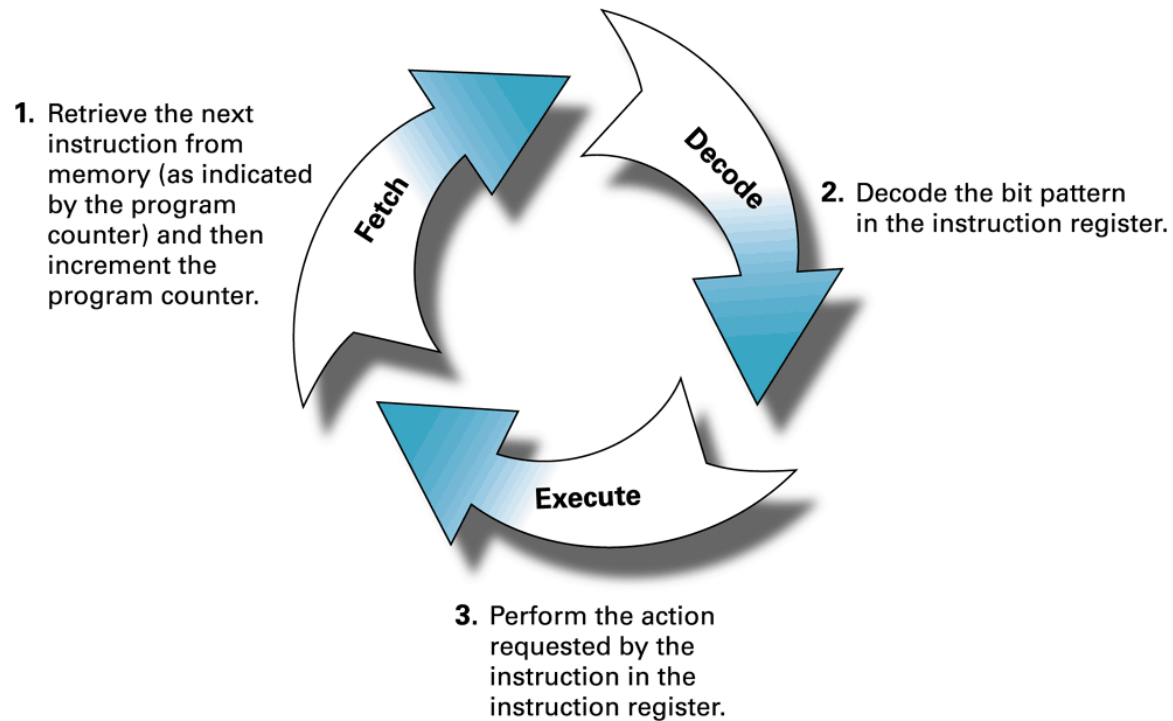 1. Retrieve the next
instruction from
memory (as indicated
by the program
counter) and then
increment the
program counter.
Fetch
Decode
2. Decode the bit pattern
in the instruction register.
Execute
3. Perform the action
requested by the
instruction in the
instruction register.